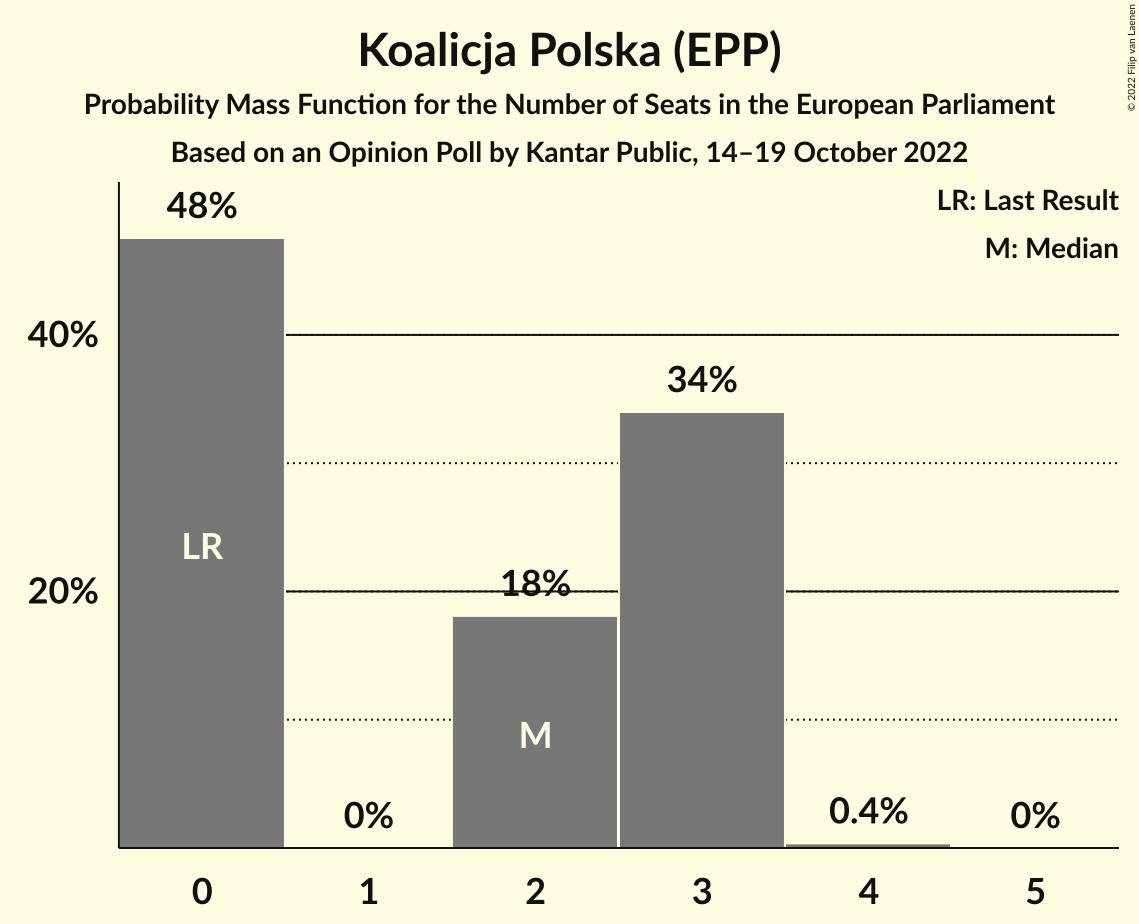 Koalicja Polska (EPP)
Probability Mass Function for the Number of Seats in the European Parliament
Based on an Opinion Poll by Kantar Public, 14–19 October 2022
© 2022 Filip van Laenen
LR: Last Result
M: Median
48%
40%
34%
LR
20%
18%
M
0%
0.4%
0%
0 1 2 3 4 5